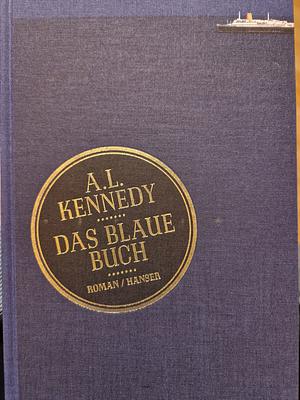 A.L.
KENNEDY
DAS BLAUE
BUCH
ROMAN / HANSER